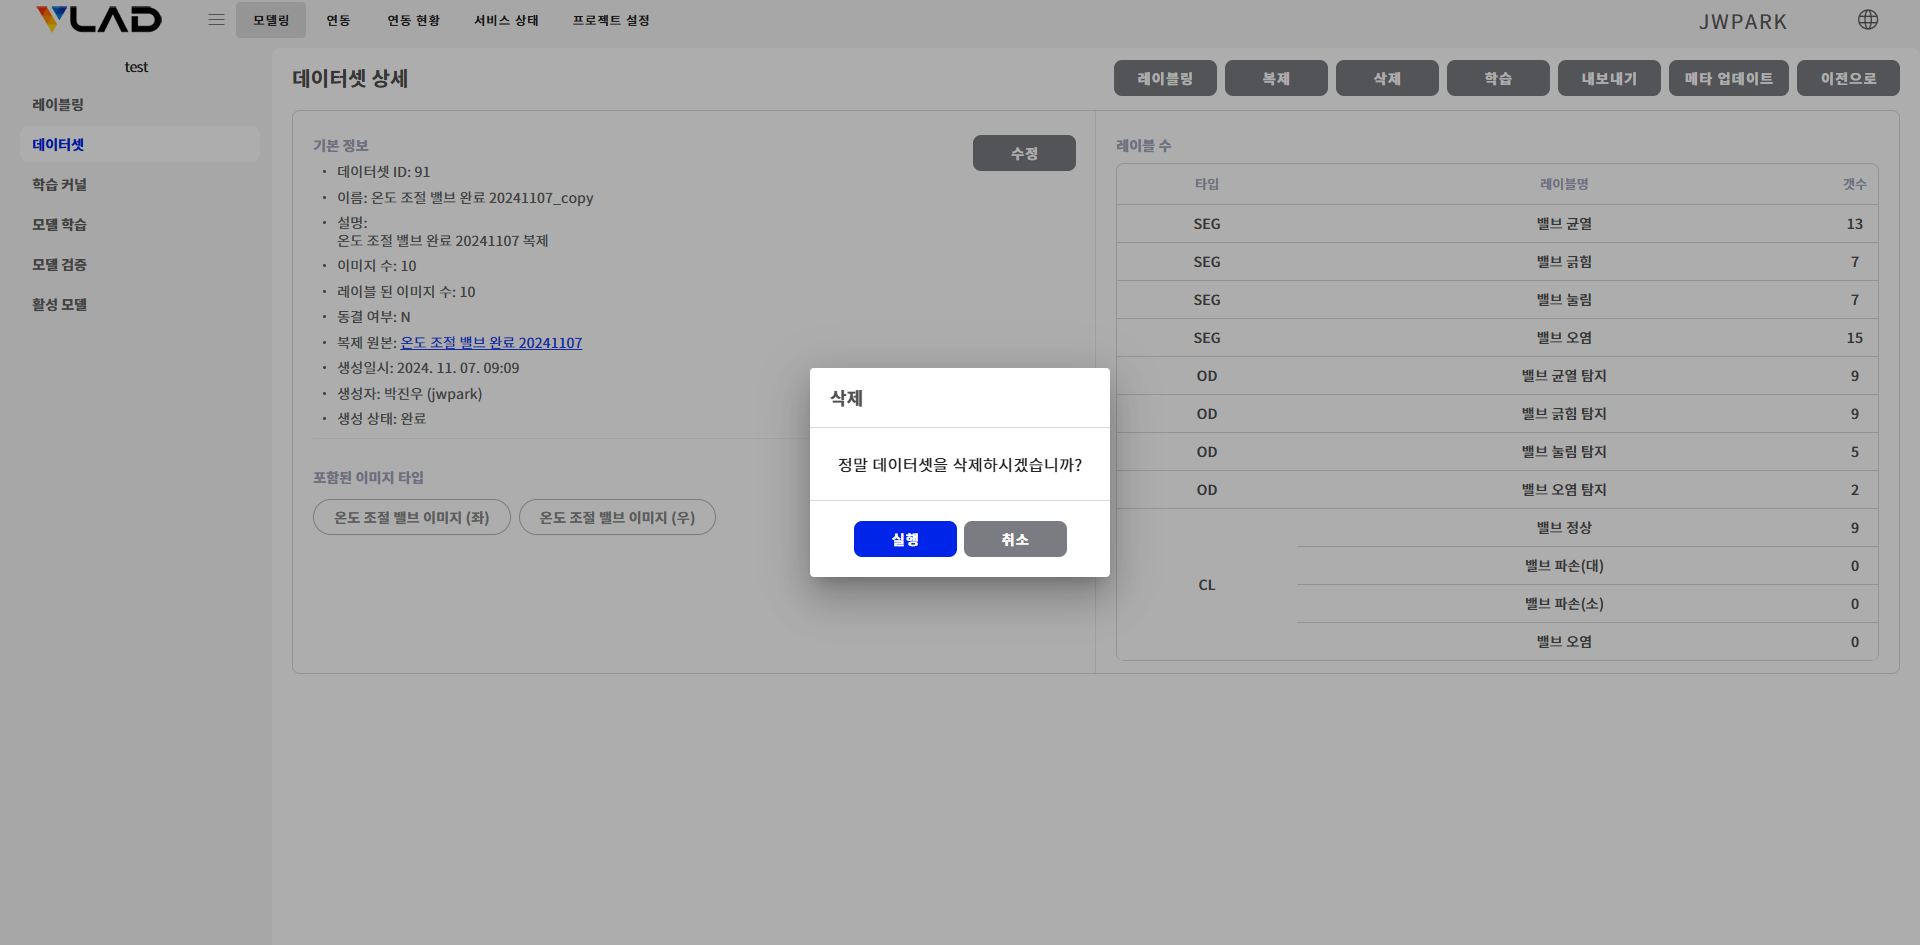 VLAD
모델링
연동
연동 현황
서비스 상태
프로젝트 설정
JWPARK
test
레이블링
데이터셋
학습 커널
모델 학습
모델 검증
활성 모델
데이터셋 상세
레이블링
복제
삭제
학습
내보내기
메타 업데이트
이전으로
기본 정보
수정
· 데이터셋 ID: 91
· 이름: 온도 조절 밸브 완료 20241107_copy
· 설명:
온도 조절 밸브 완료 20241107 복제
· 이미지 수: 10
· 레이블 된 이미지 수: 10
· 동결 여부: N
· 복제 원본: 온도 조절 밸브 완료 20241107
· 생성일시: 2024. 11. 07. 09:09
· 생성자: 박진우 (jwpark)
· 생성 상태: 완료
포함된 이미지 타입
온도 조절 밸브 이미지 (좌)
온도 조절 밸브 이미지 (우)
삭제
정말 데이터셋을 삭제하시겠습니까?
실행
취소
레이블 수
타입 레이블명 갯수
SEG 밸브 균열 13
SEG 밸브 긁힘 7
SEG 밸브 눌림 7
SEG 밸브 오염 15
OD 밸브 균열 탐지 9
OD 밸브 긁힘 탐지 9
OD 밸브 눌림 탐지 5
OD 밸브 오염 탐지 2
CL
밸브 정상 9
밸브 파손(대) 0
밸브 파손(소) 0
밸브 오염 0